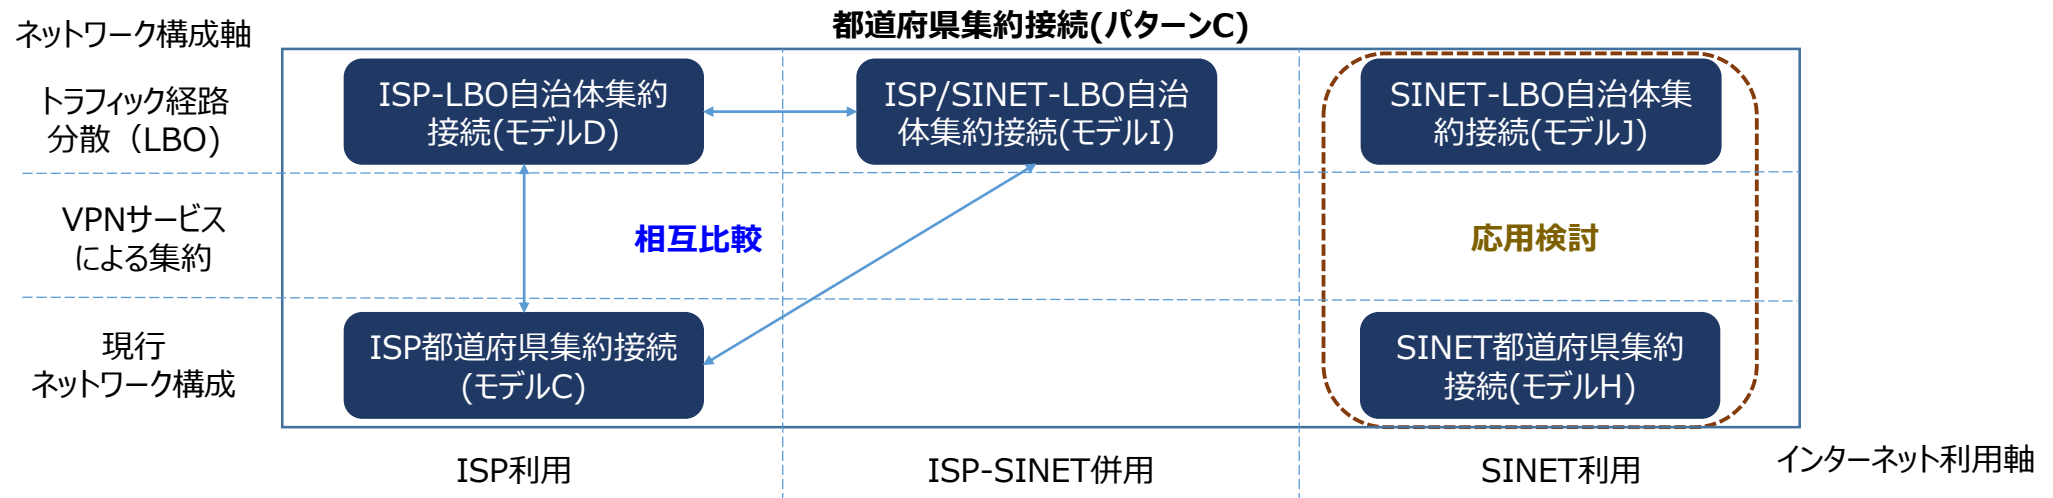 都道府県集約接続(パターンC)
ネットワーク構成軸
トラフィック経路
分散（LBO)
ISP-LBO自治体集約
接続(モデルD)
ISP/SINET-LBO自治
体集約接続(モデルI)
SINET-LBO自治体集
約接続(モデルJ)
VPNサービス
による集約
相互比較
応用検討
現行
ネットワーク構成
ISP都道府県集約接続
(モデルC)
SINET都道府県集約
接続(モデルH)
ISP利用
ISP-SINET併用
SINET利用
インターネット利用軸